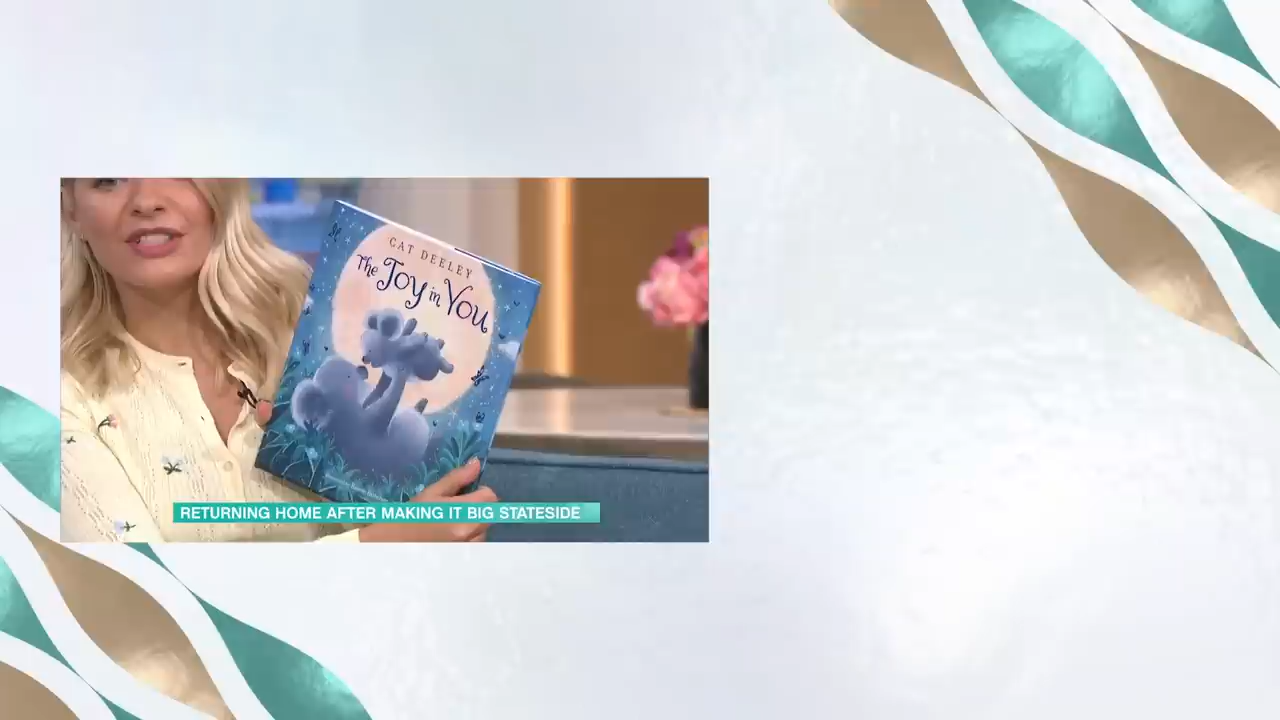 CAT DEELEY
The Joy in You
RETURNING HOME AFTER MAKING IT BIG STATESIDE